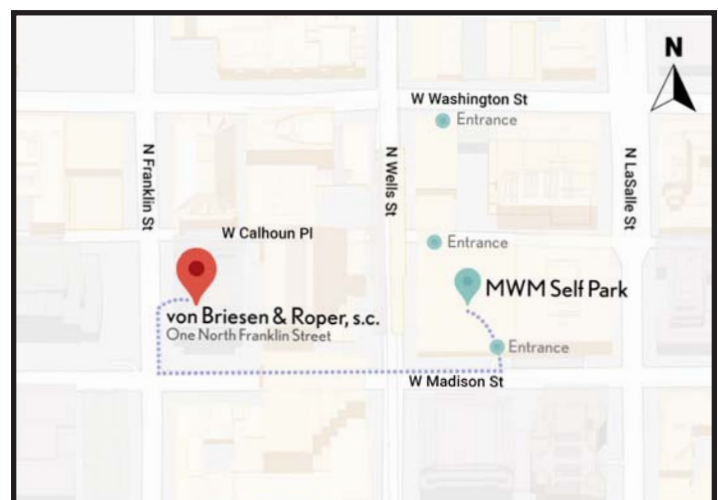 N
W Washington St
Entrance
N Franklin St
N Wells St
N LaSalle St
W Calhoun Pl
Entrance
MWM Self Park
von Briesen & Roper, s.c.
One North Franklin Street
Entrance
W Madison St